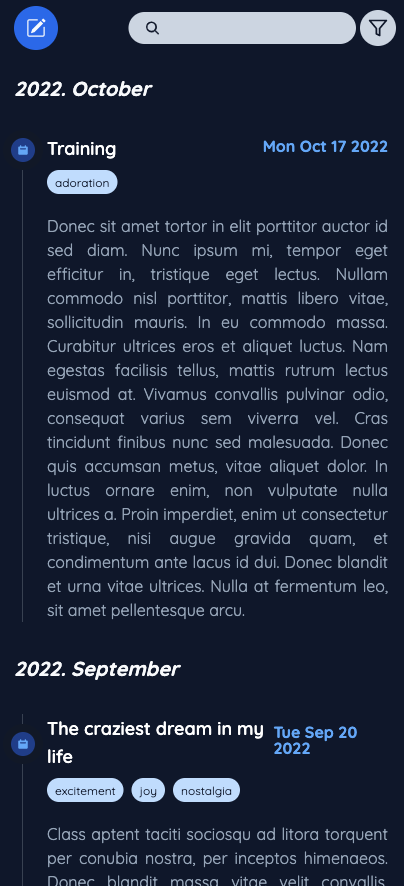 2022. October
Training
Mon Oct 17 2022
adoration
Donec sit amet tortor in elit porttitor auctor id
sed diam. Nunc ipsum mi, tempor eget
efficitur in, tristique eget lectus. Nullam
commodo nisl porttitor, mattis libero vitae,
sollicitudin mauris. In eu commodo massa.
Curabitur ultrices eros et aliquet luctus. Nam
egestas facilisis tellus, mattis rutrum lectus
euismod at. Vivamus convallis pulvinar odio,
consequat varius sem viverra vel. Cras
tincidunt finibus nunc sed malesuada. Donec
quis accumsan metus, vitae aliquet dolor. In
luctus ornare enim, non vulputate nulla
ultrices a. Proin imperdiet, enim ut consectetur
tristique, nisi augue gravida quam, et
condimentum ante lacus id dui. Donec blandit
et urna vitae ultrices. Nulla at fermentum leo,
sit amet pellentesque arcu.
2022. September
The craziest dream in my
life
Tue Sep 20
2022
excitement
joy
nostalgia
Class aptent taciti sociosqu ad litora torquent
per conubia nostra, per inceptos himenaeos.
Donec blandit massa vitae velit convallis,